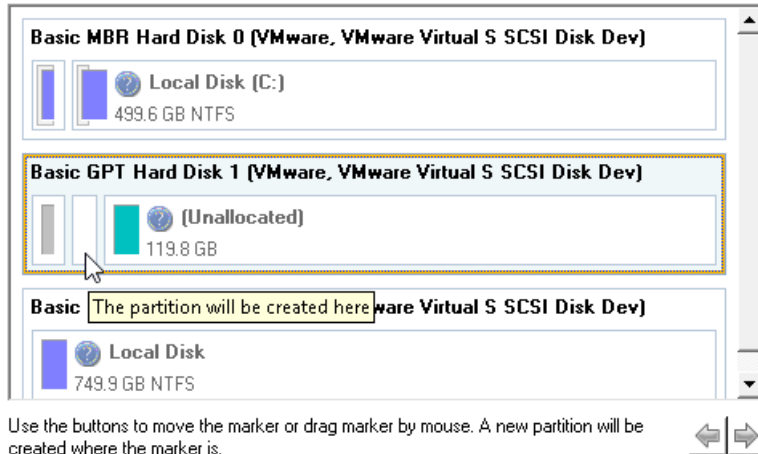 Basic MBR Hard Disk 0 (VMware, VMware Virtual S SCSI Disk Dev)
Local Disk (C:)
499.6 GB NTFS
Basic GPT Hard Disk 1 (VMware, VMware Virtual S SCSI Disk Dev)
(Unallocated)
119.8 GB
Basic The partition will be created here ware Virtual S SCSI Disk Dev)
Local Disk
749.9 GB NTFS
Use the buttons to move the marker or drag marker by mouse. A new partition will be
created where the marker is.